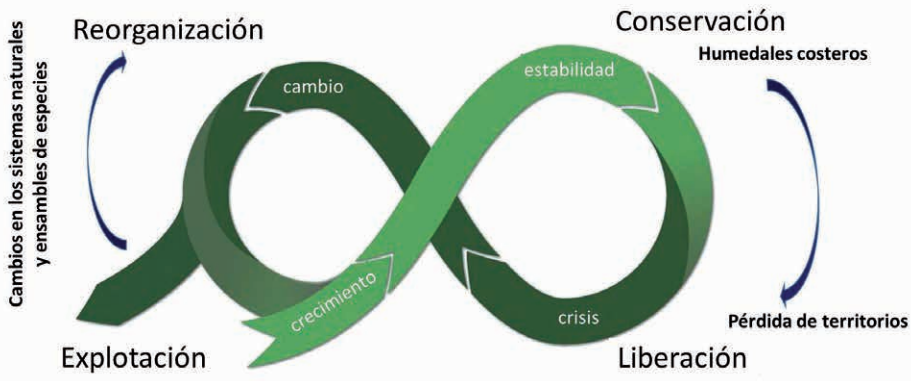 Reorganización
Conservación
Humedales costeros
Cambios en los sistemas naturales
y ensambles de especies
cambio
estabilidad
crecimiento
crisis
Pérdida de territorios
Explotación
Liberación